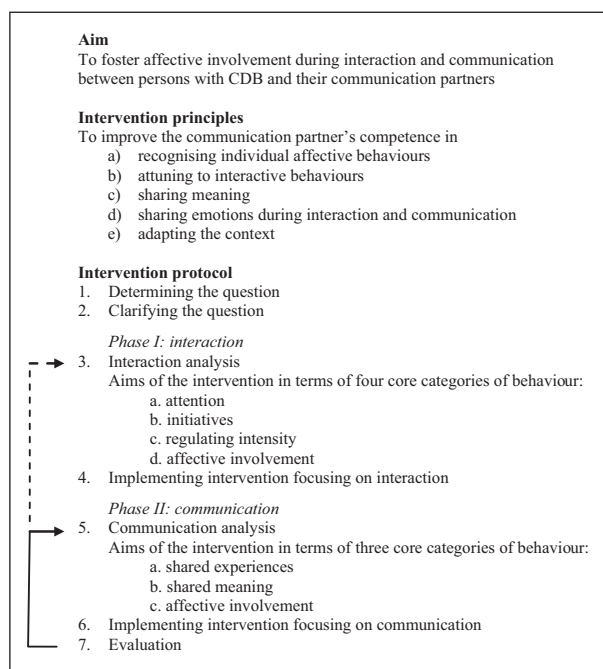 Aim
To foster affective involvement during interaction and communication
between persons with CDB and their communication partners
Intervention principles
To improve the communication partner's competence in
a) recognising individual affective behaviours
b) attuning to interactive behaviours
c) sharing meaning
d) sharing emotions during interaction and communication
e) adapting the context
Intervention protocol
1. Determining the question
2. Clarifying the question
Phase I: interaction
3. Interaction analysis
Aims of the intervention in terms of four core categories of behaviour:
a. attention
b. initiatives
c. regulating intensity
d. affective involvement
4. Implementing intervention focusing on interaction
Phase II: communication
5. Communication analysis
Aims of the intervention in terms of three core categories of behaviour:
a. shared experiences
b. shared meaning
c. affective involvement
6. Implementing intervention focusing on communication
7. Evaluation